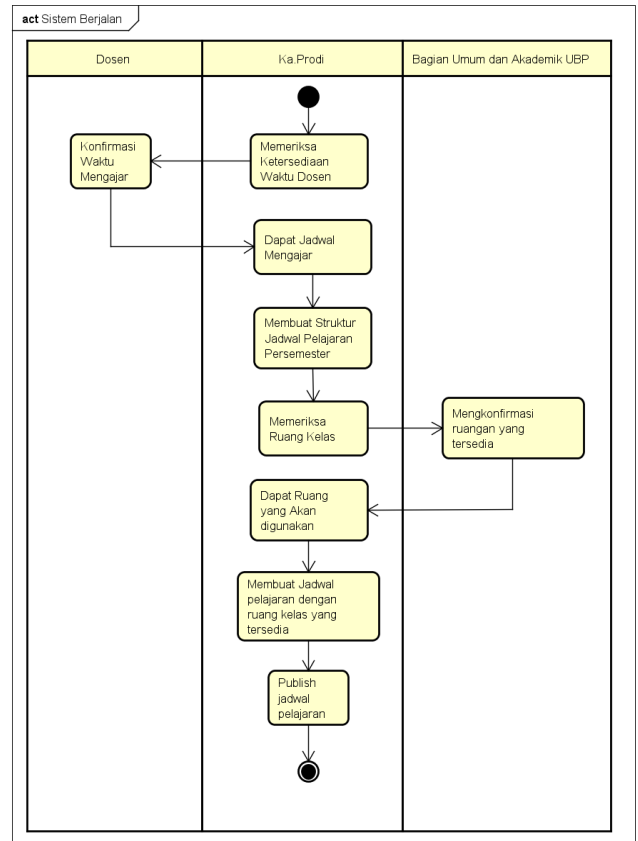 act Sistem Berjalan
Dosen
Ka.Prodi
Bagian Umum dan Akademik UBP
Memeriksa
Ketersediaan
Waktu Dosen
Konfirmasi
Waktu
Mengajar
Dapat Jadwal
Mengajar
Membuat Struktur
Jadwal Pelajaran
Persemester
Memeriksa
Ruang Kelas
Mengkonfirmasi
ruangan yang
tersedia
Dapat Ruang
yang Akan
digunakan
Membuat Jadwal
pelajaran dengan
ruang kelas yang
tersedia
Publish
jadwal
pelajaran